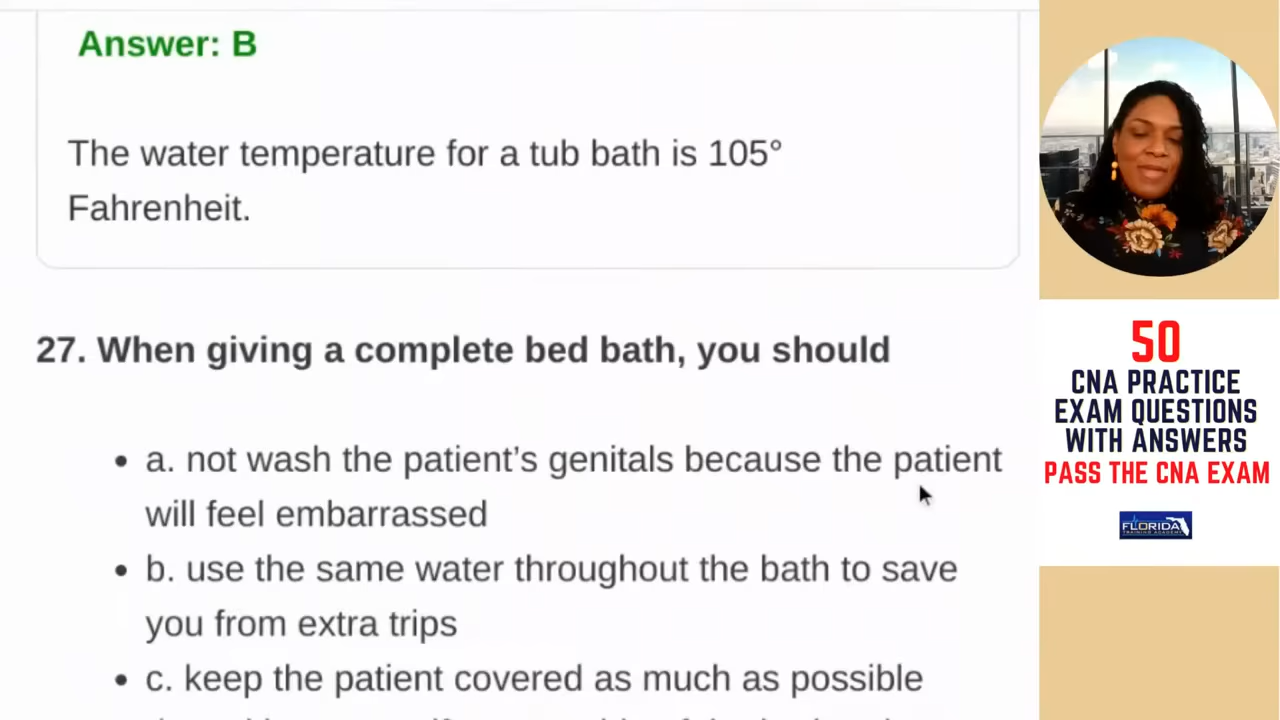 Answer: B
The water temperature for a tub bath is 105°
Fahrenheit.
27. When giving a complete bed bath, you should
• a. not wash the patient’s genitals because the patient
will feel embarrassed
• b. use the same water throughout the bath to save
you from extra trips
• c. keep the patient covered as much as possible
50
CNA PRACTICE
EXAM QUESTIONS
WITH ANSWERS
PASS THE CNA EXAM
FLORIDA
TRAINING ACADEMY